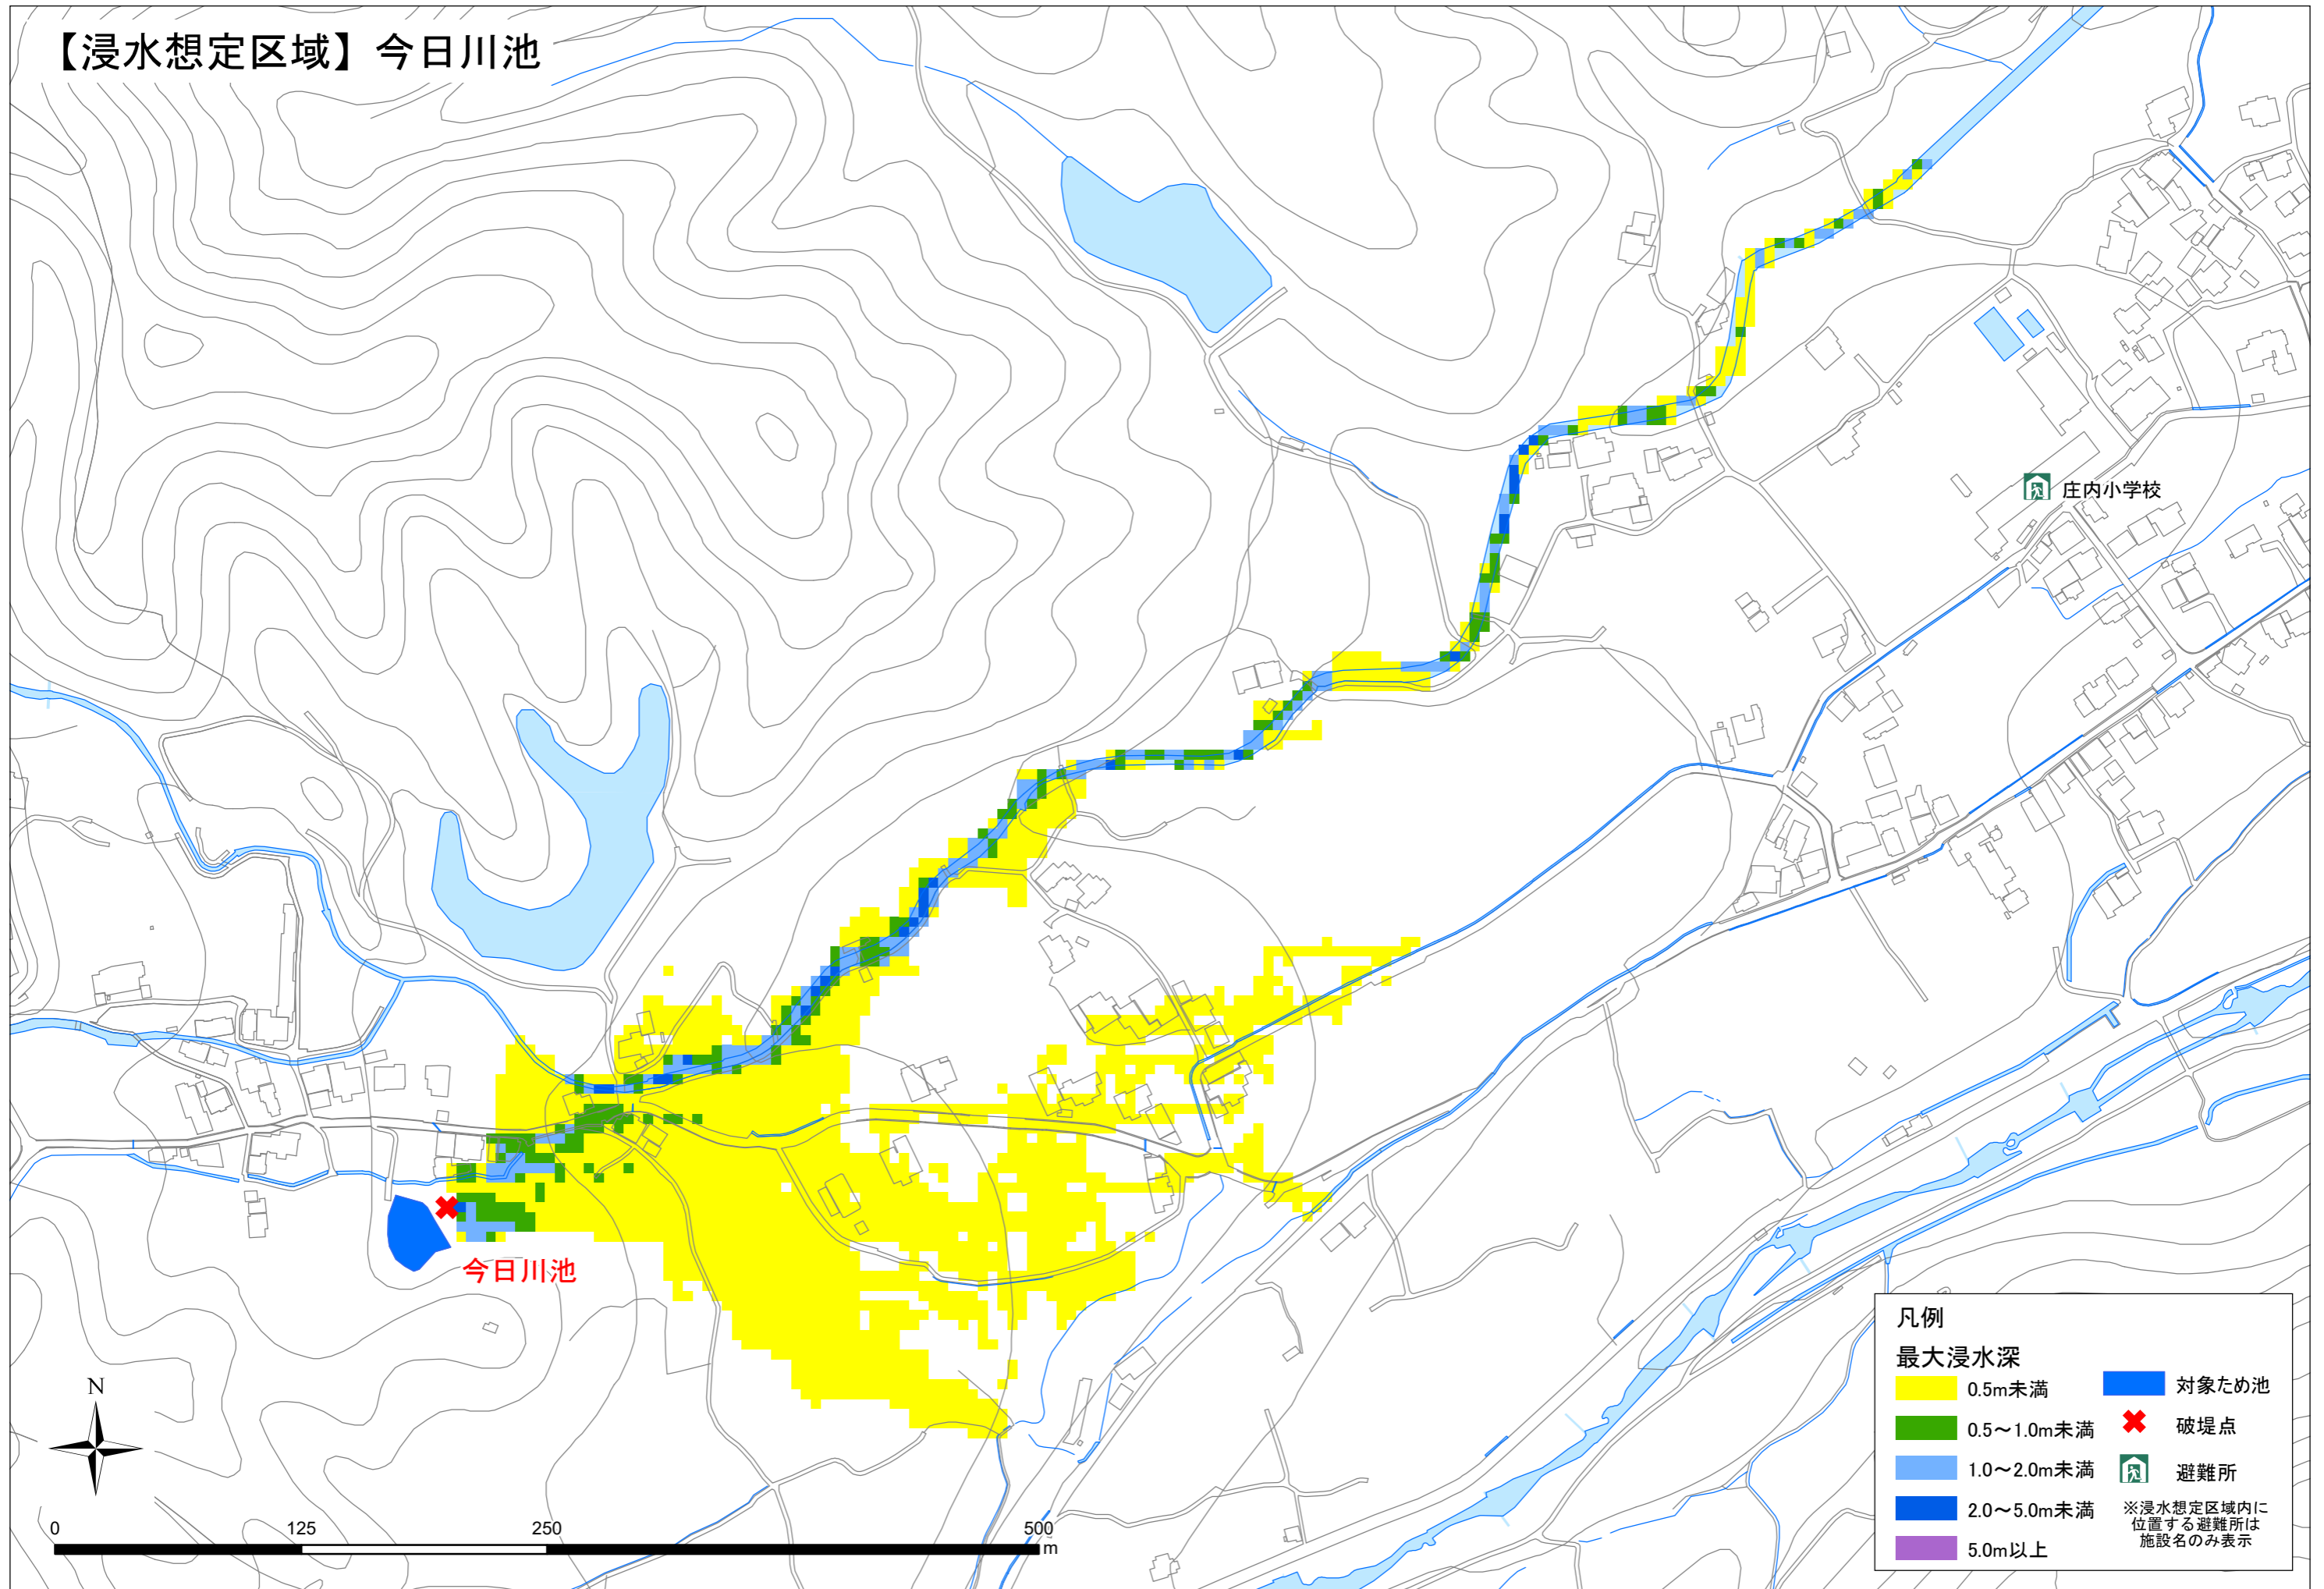 【浸水想定区域】今日川池
庄内小学校
今日川池
N
0 125 250 500
m
凡例
最大浸水深
0.5m未満
0.5～1.0m未満
1.0～2.0m未満
2.0～5.0m未満
5.0m以上
対象ため池
破堤点
避難所
※浸水想定区域内に
位置する避難所は
施設名のみ表示